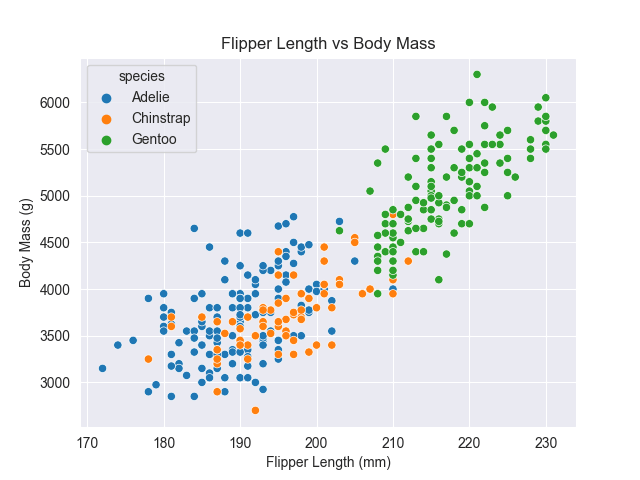 Flipper Length vs Body Mass
species
Adelie
Chinstrap
Gentoo
Body Mass (g)
6000
5500
5000
4500
4000
3500
3000
170 180 190 200 210 220 230
Flipper Length (mm)